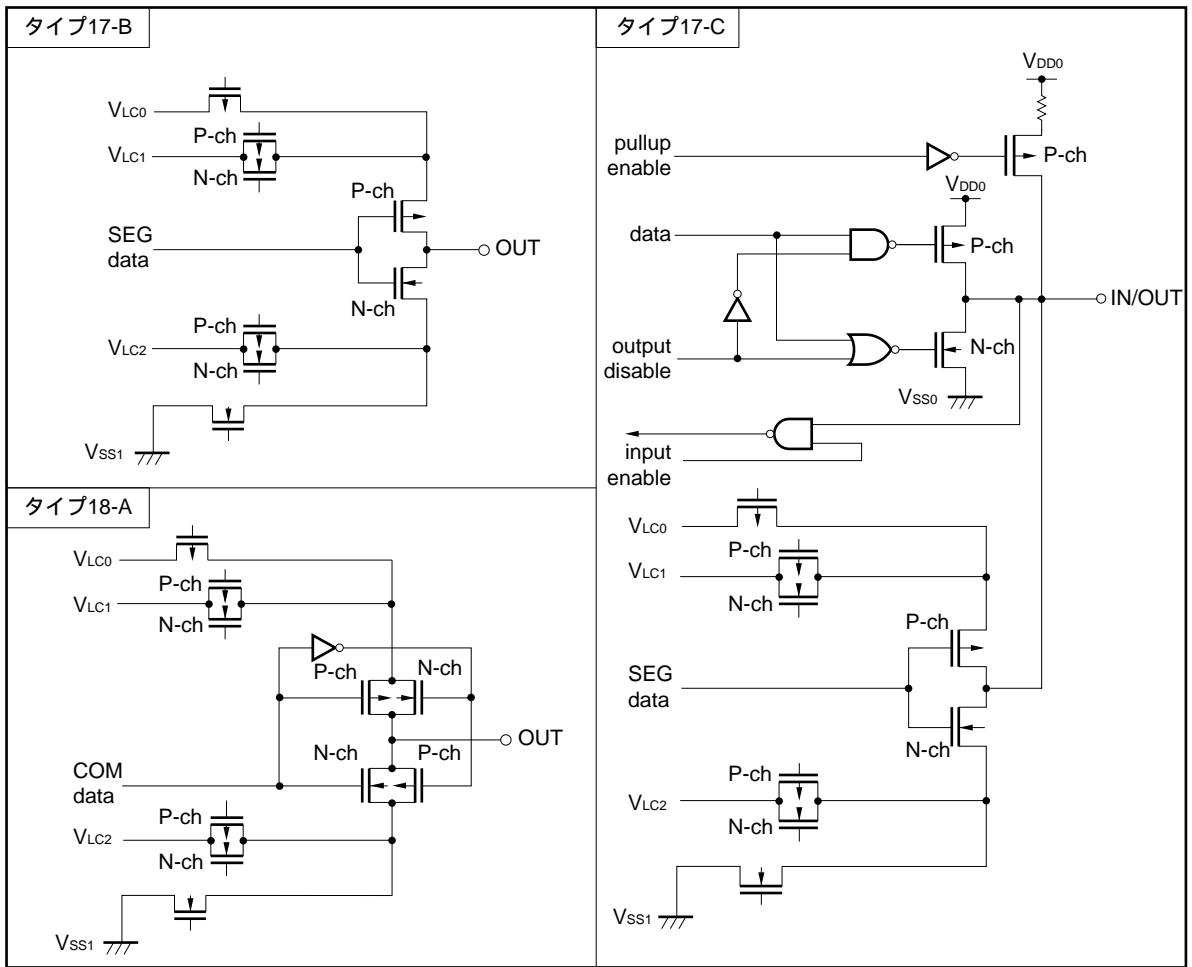 タイプ17-B
VLC0
P-ch
VLC1
N-ch
P-ch
SEG
data
OUT
N-ch
P-ch
VLC2
N-ch
VSS1
タイプ18-A
VLC0
P-ch
VLC1
N-ch
P-ch
N-ch
OUT
N-ch
P-ch
COM
data
P-ch
VLC2
N-ch
VSS1
タイプ17-C
VDD0
pullup
enable
P-ch
VDD0
data
P-ch
IN/OUT
output
disable
N-ch
VSS0
input
enable
VLC0
P-ch
VLC1
N-ch
P-ch
SEG
data
N-ch
P-ch
VLC2
N-ch
VSS1